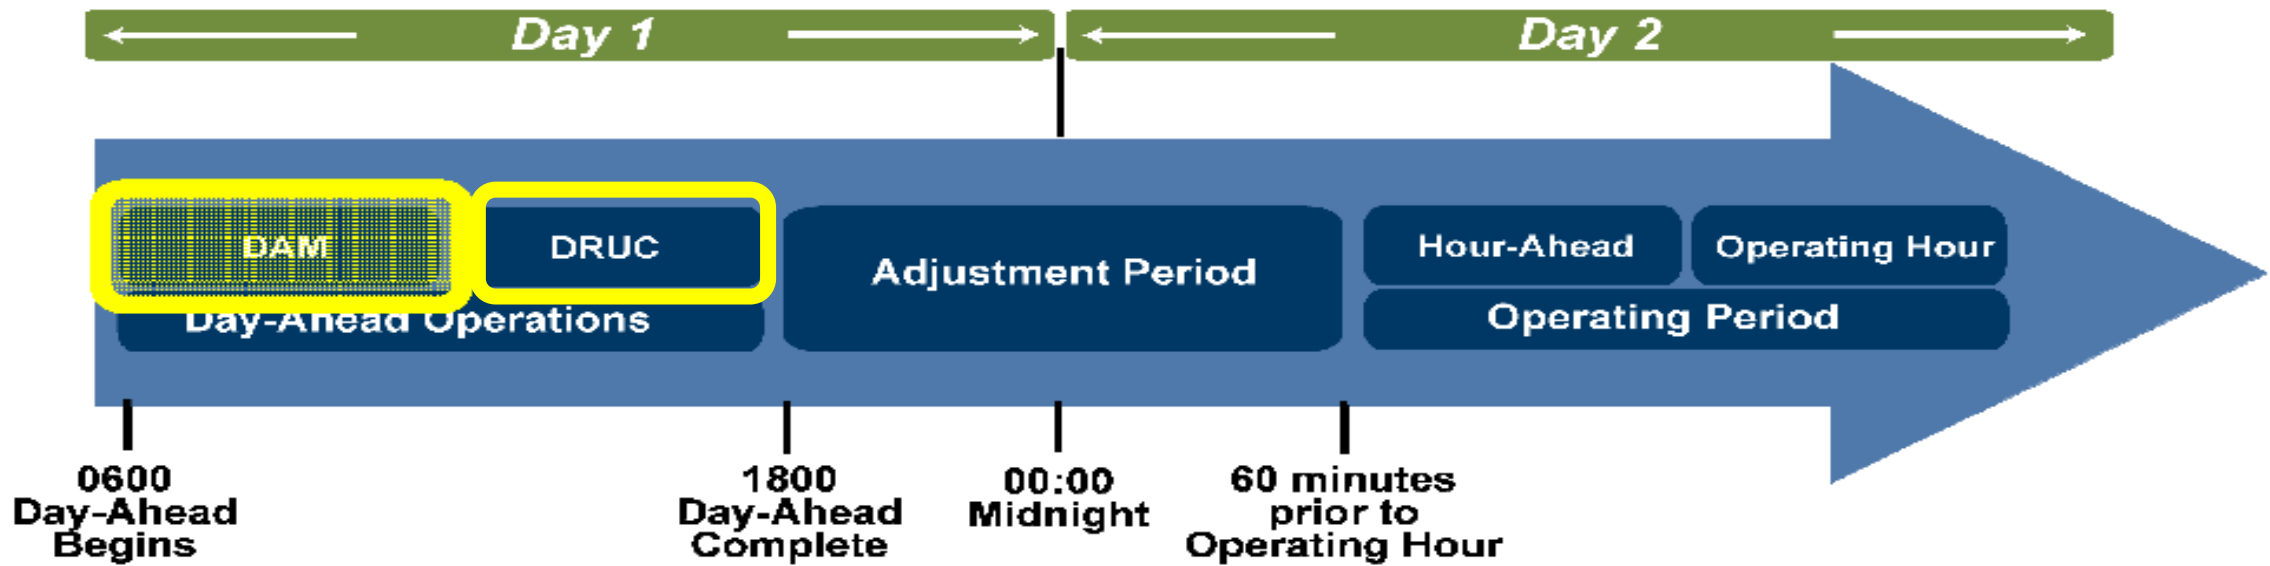 Day 1
Day 2
DAM
DRUC
Day-Ahead Operations
Adjustment Period
Hour-Ahead
Operating Hour
Operating Period
0600
Day-Ahead
Begins
1800
Day-Ahead
Complete
00:00
Midnight
60 minutes
prior to
Operating Hour